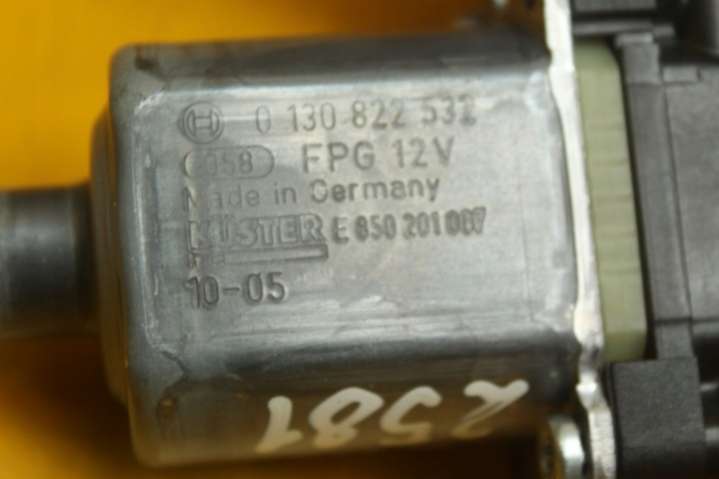 0 130 822 532
058 FPG 12V
Made in Germany
KÜSTER E 850 201 007
10-05
2581